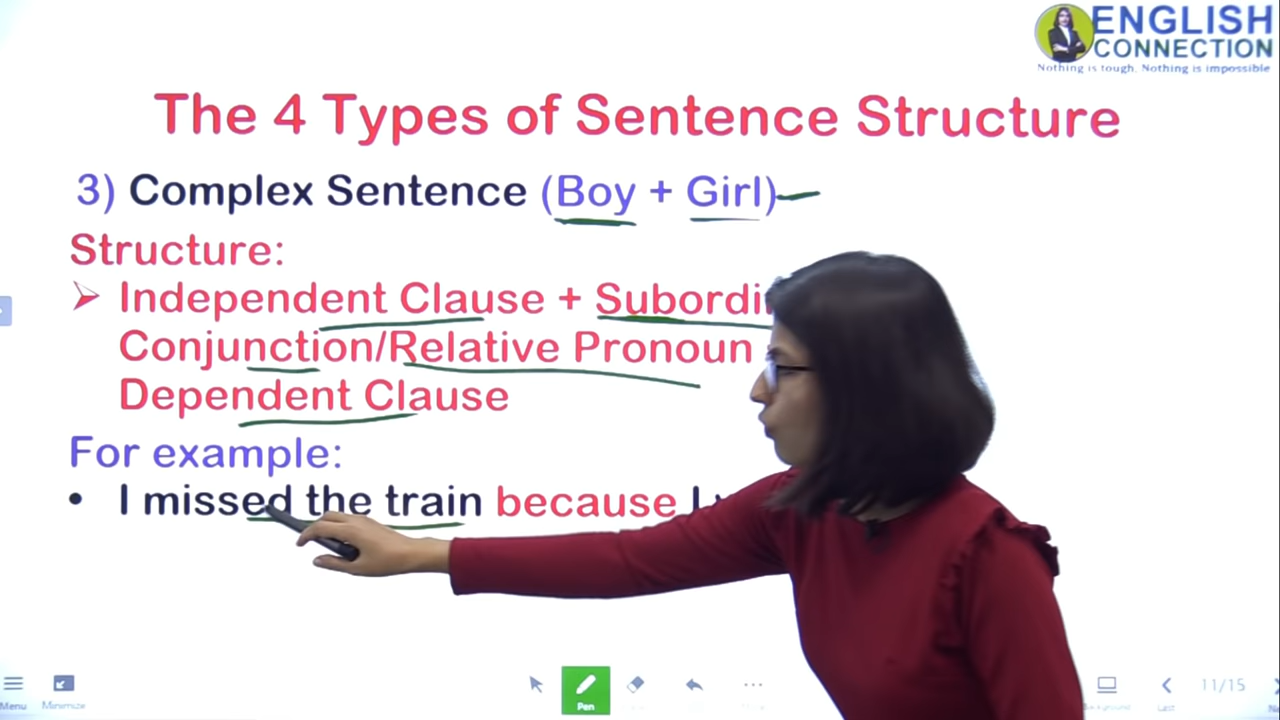 ENGLISH
CONNECTION
Nothing is tough, Nothing is impossible
The 4 Types of Sentence Structure
3) Complex Sentence (Boy + Girl)
Structure:
➢ Independent Clause +
Conjunction/Relative Pronoun
Dependent Clause
For example:
• I missed the train because I
Menu
Minimize
Pen
11/15
Last